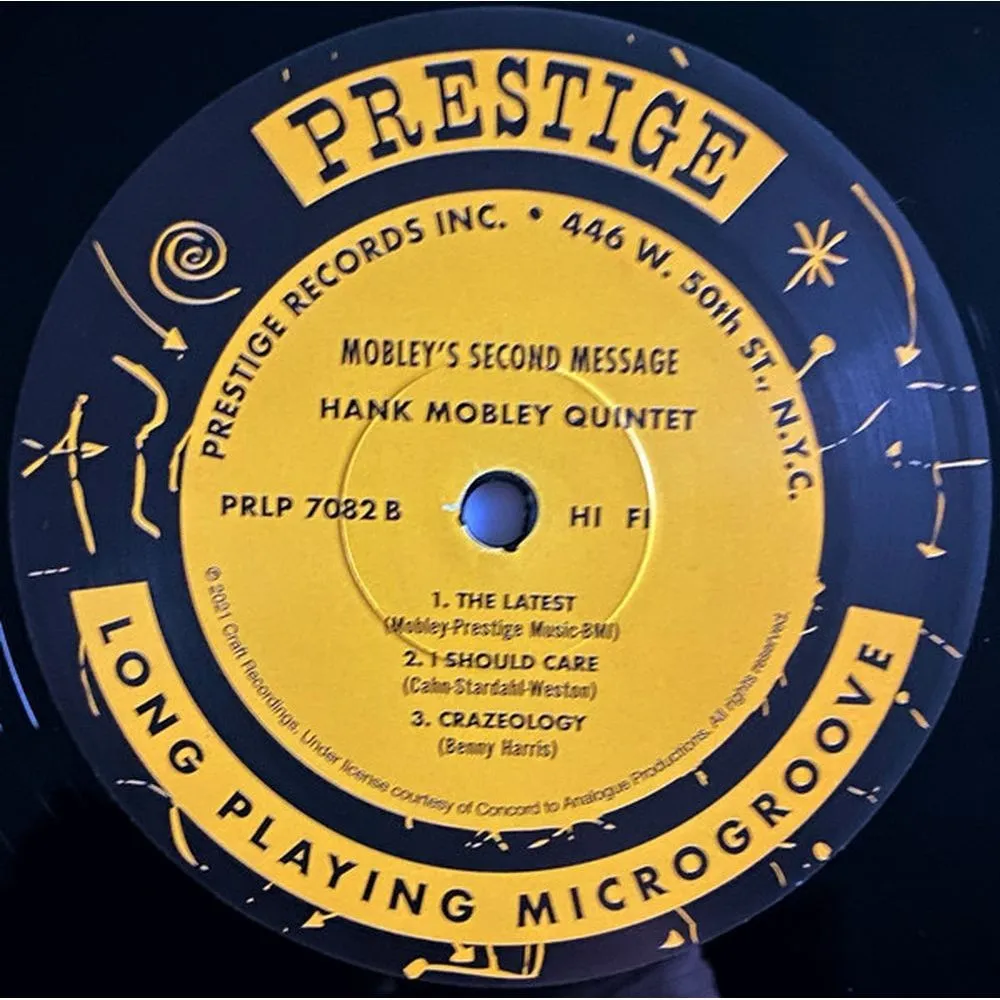 PRESTIGE
PRESTIGE RECORDS INC. • 446 W. 50th ST., N.Y.C.
MOBLEY'S SECOND MESSAGE
HANK MOBLEY QUINTET
PRLP 7082 B
HI FI
1. THE LATEST
(Mobley-Prestige Music-BMI)
2. I SHOULD CARE
(Cahn-Stardahl-Weston)
3. CRAZEOLOGY
(Benny Harris)
℗ 2021 Craft Recordings, Under license courtesy of Concord to Analogue Productions. All rights reserved.
LONG PLAYING MICROGROOVE